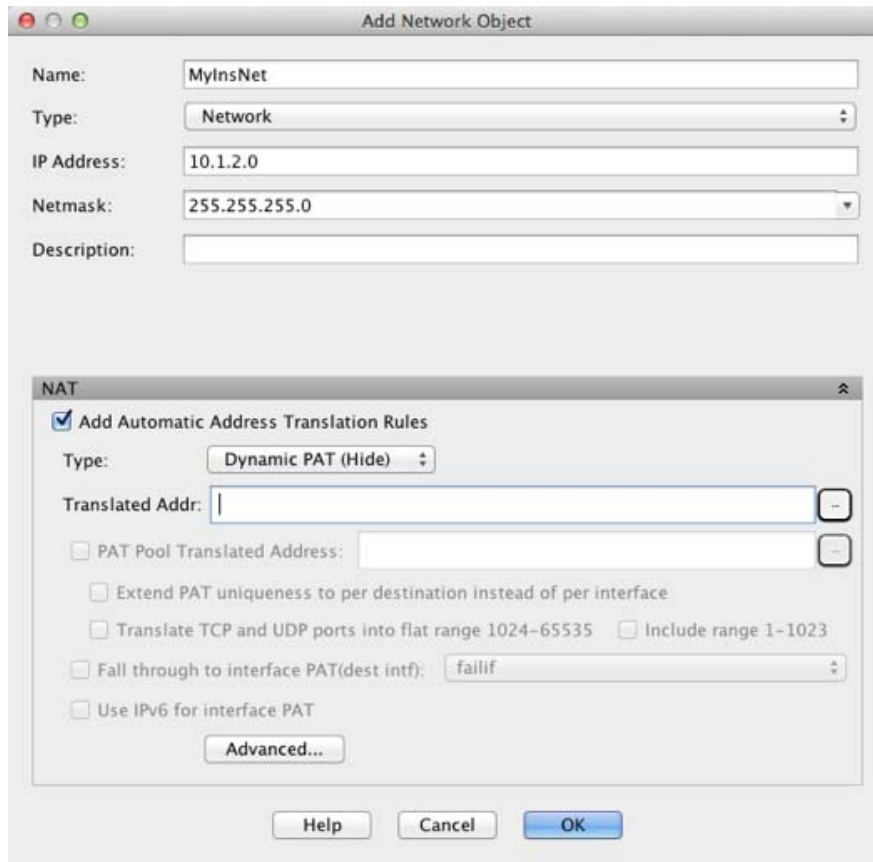 Add Network Object
Name: MyInsNet
Type: Network
IP Address: 10.1.2.0
Netmask: 255.255.255.0
Description:
NAT
Add Automatic Address Translation Rules
Type: Dynamic PAT (Hide)
Translated Addr:
PAT Pool Translated Address:
Extend PAT uniqueness to per destination instead of per interface
Translate TCP and UDP ports into flat range 1024-65535 Include range 1-1023
Fall through to interface PAT(dest intf): failif
Use IPv6 for interface PAT
Advanced...
Help Cancel OK